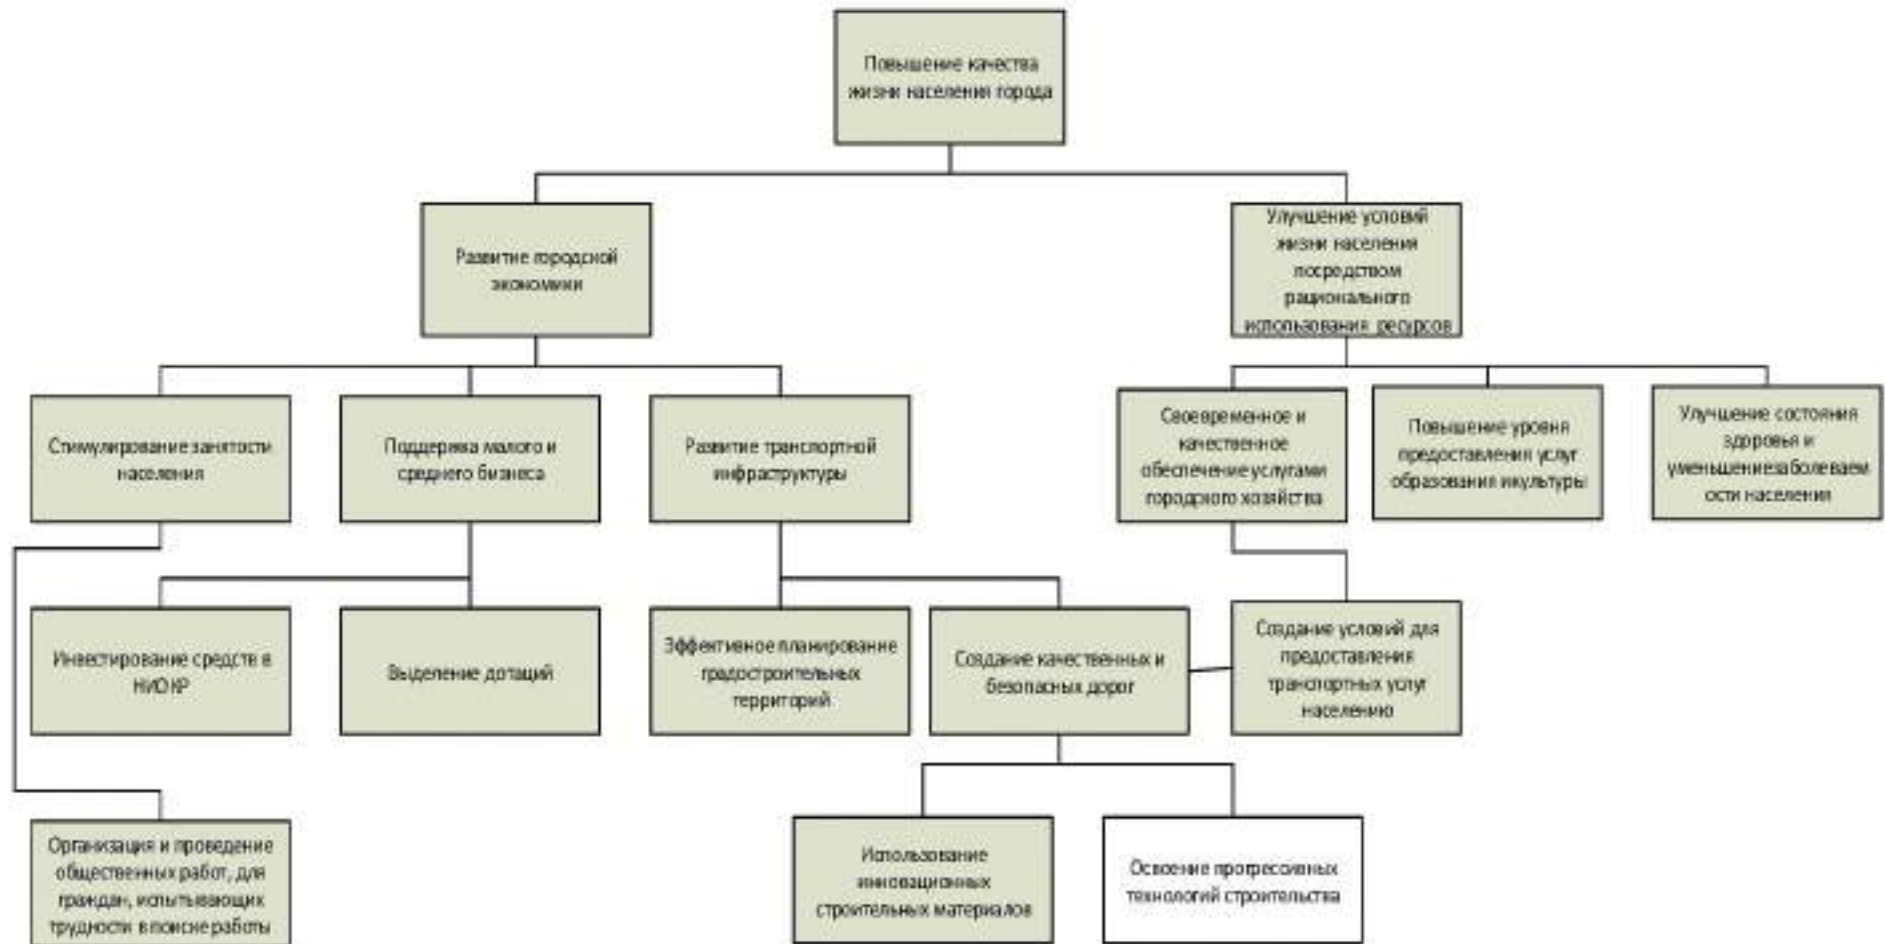 Повышение качества
жизни населения города
Развитие городской
экономики
Улучшение условий
жизни населения
посредством
рационального
использования ресурсов
Стимулирование занятости
населения
Поддержка малого и
среднего бизнеса
Развитие транспортной
инфраструктуры
Своевременное и
качественное
обеспечение услугами
городского хозяйства
Повышение уровня
предоставления услуг
образования икультуры
Улучшение состояния
здоровья и
уменьшениезаболеваем
ости населения
Инвестирование средств в
НИОКР
Выделение дотаций
Эффективное планирование
градостроительных
территорий
Создание качественных и
безопасных дорог
Создание условий для
предоставления
транспортных услуг
населению
Организация и проведение
общественных работ, для
граждан, испытывающих
трудности в поиске работы
Использование
инновационных
строительных материалов
Освоение прогрессивных
технологий строительства